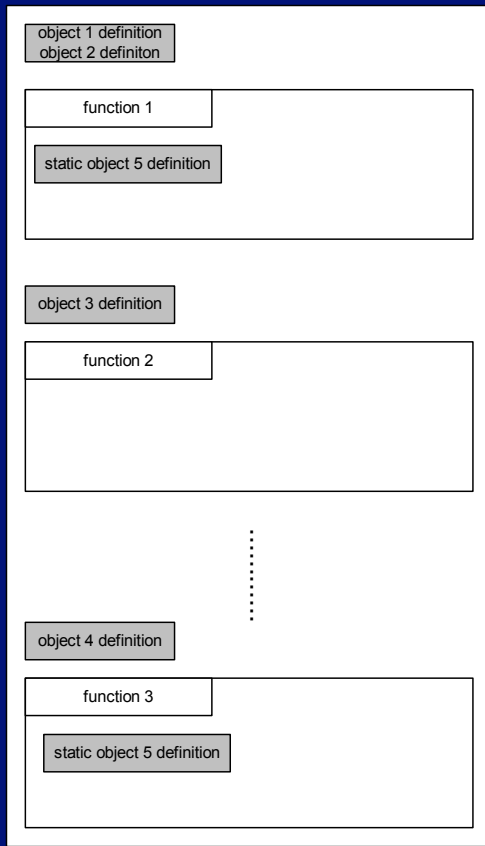 object 1 definition
object 2 definiton
function 1
static object 5 definition
object 3 definition
function 2
object 4 definition
function 3
static object 5 definition